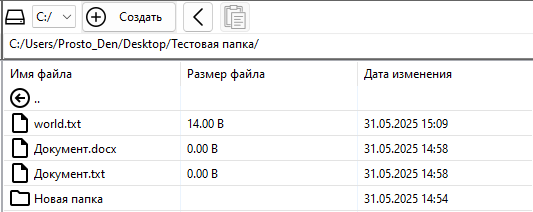 C:/ Создать
C:/Users/Prosto_Den/Desktop/Тестовая папка/
Имя файла Размер файла Дата изменения
..
world.txt 14.00 B 31.05.2025 15:09
Документ.docx 0.00 B 31.05.2025 14:58
Документ.txt 0.00 B 31.05.2025 14:58
Новая папка 31.05.2025 14:54